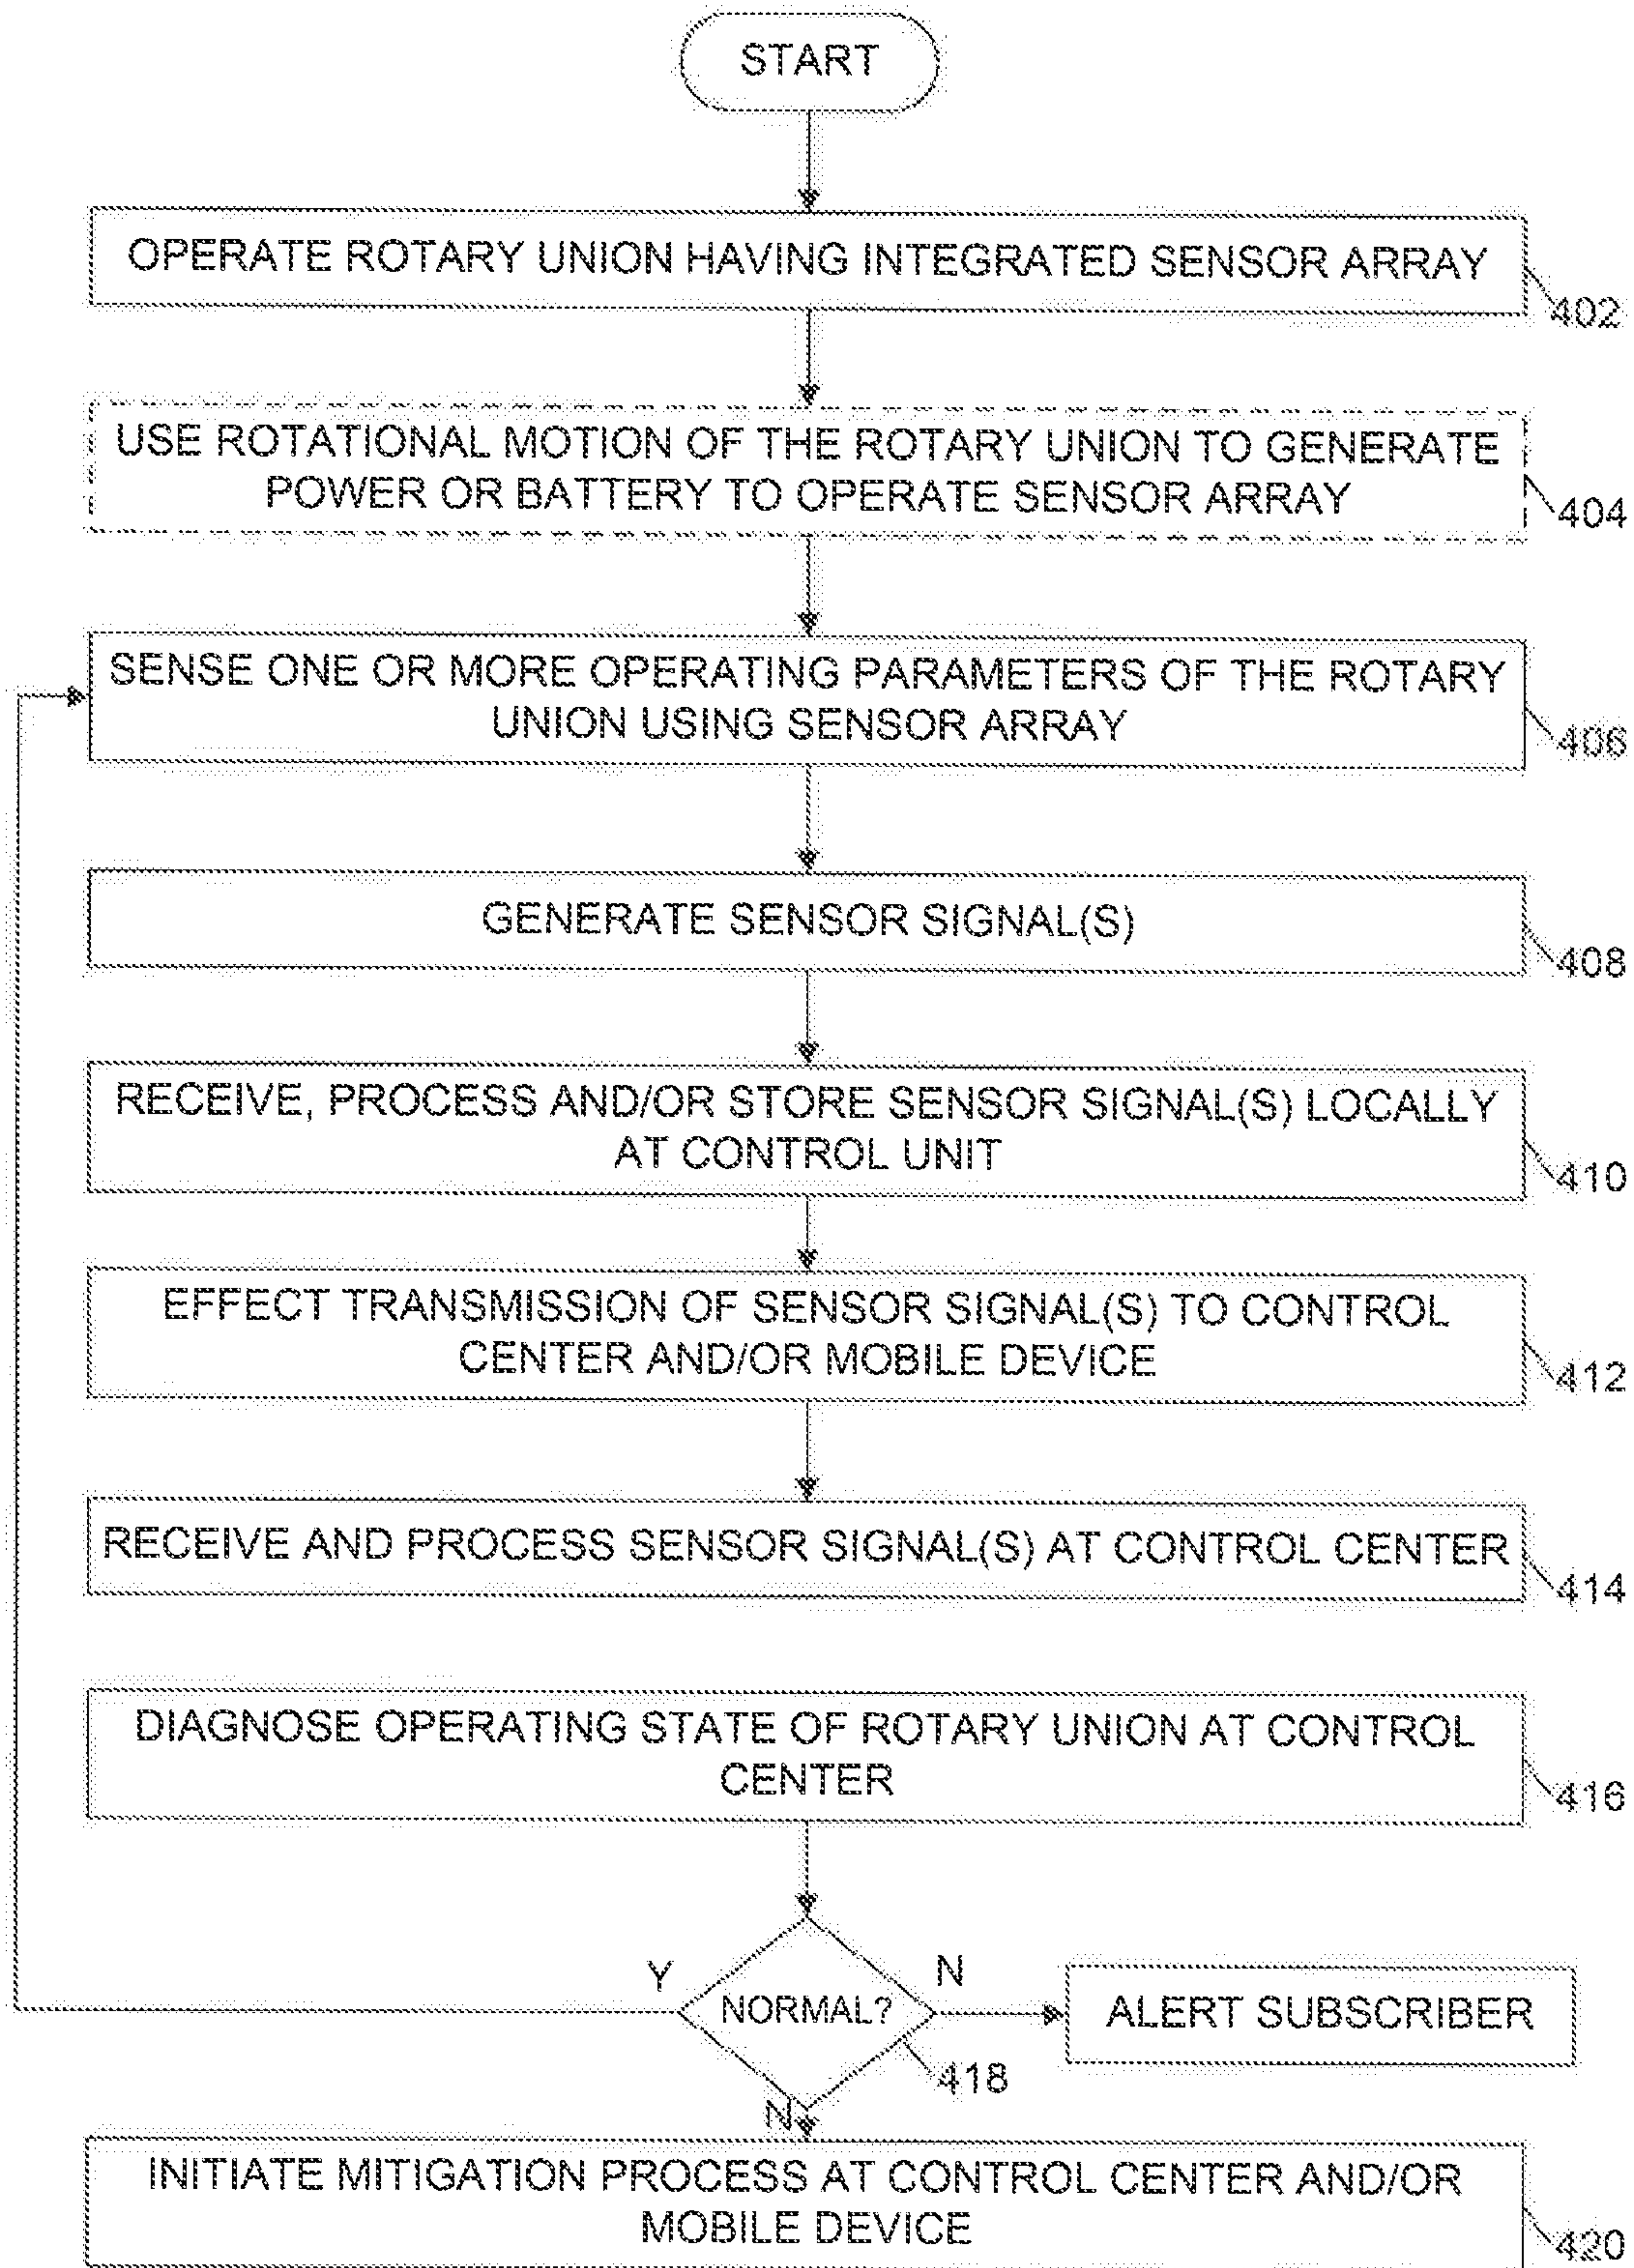 START
OPERATE ROTARY UNION HAVING INTEGRATED SENSOR ARRAY
402
USE ROTATIONAL MOTION OF THE ROTARY UNION TO GENERATE
POWER OR BATTERY TO OPERATE SENSOR ARRAY
404
SENSE ONE OR MORE OPERATING PARAMETERS OF THE ROTARY
UNION USING SENSOR ARRAY
406
GENERATE SENSOR SIGNAL(S)
408
RECEIVE, PROCESS AND/OR STORE SENSOR SIGNAL(S) LOCALLY
AT CONTROL UNIT
410
EFFECT TRANSMISSION OF SENSOR SIGNAL(S) TO CONTROL
CENTER AND/OR MOBILE DEVICE
412
RECEIVE AND PROCESS SENSOR SIGNAL(S) AT CONTROL CENTER
414
DIAGNOSE OPERATING STATE OF ROTARY UNION AT CONTROL
CENTER
416
Y
N
NORMAL?
ALERT SUBSCRIBER
418
N
INITIATE MITIGATION PROCESS AT CONTROL CENTER AND/OR
MOBILE DEVICE
420